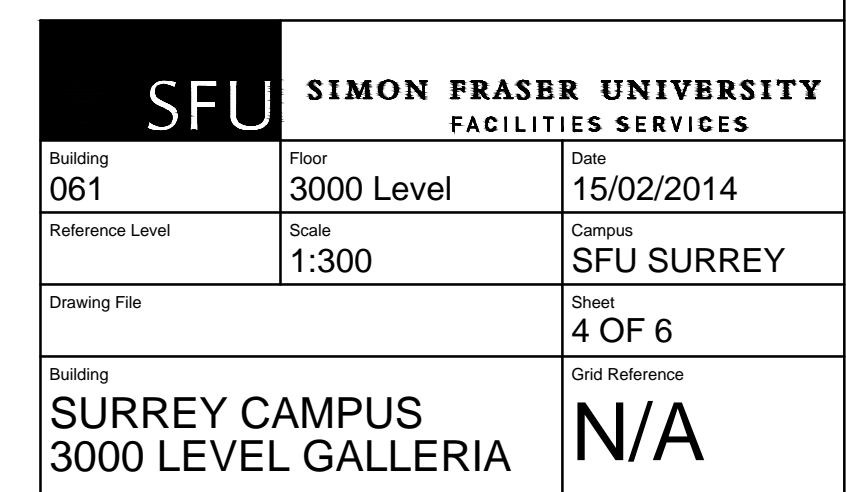 SFU SIMON FRASER UNIVERSITY
FACILITIES SERVICES
Building Floor Date
061 3000 Level 15/02/2014
Reference Level Scale Campus
1:300 SFU SURREY
Drawing File Sheet
4 OF 6
Building Grid Reference
SURREY CAMPUS
3000 LEVEL GALLERIA
N/A